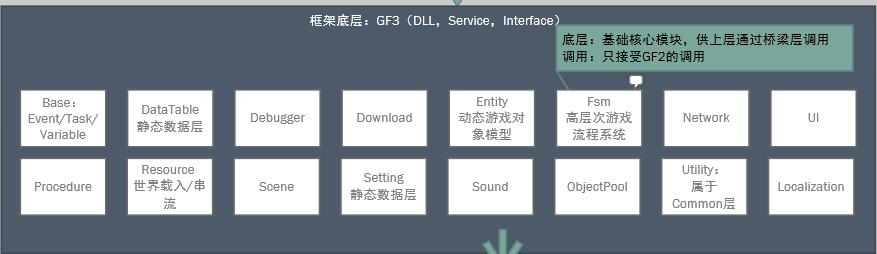 框架底层：GF3（DLL，Service，Interface）
底层：基础核心模块，供上层通过桥梁层调用
调用：只接受GF2的调用
Base：
Event/Task/
Variable
DataTable
静态数据层
Debugger
Download
Entity
动态游戏对
象模型
Fsm
高层次游戏
流程系统
Network
UI
Procedure
Resource
世界载入/串
流
Scene
Setting
静态数据层
Sound
ObjectPool
Utility：
属于
Common层
Localization